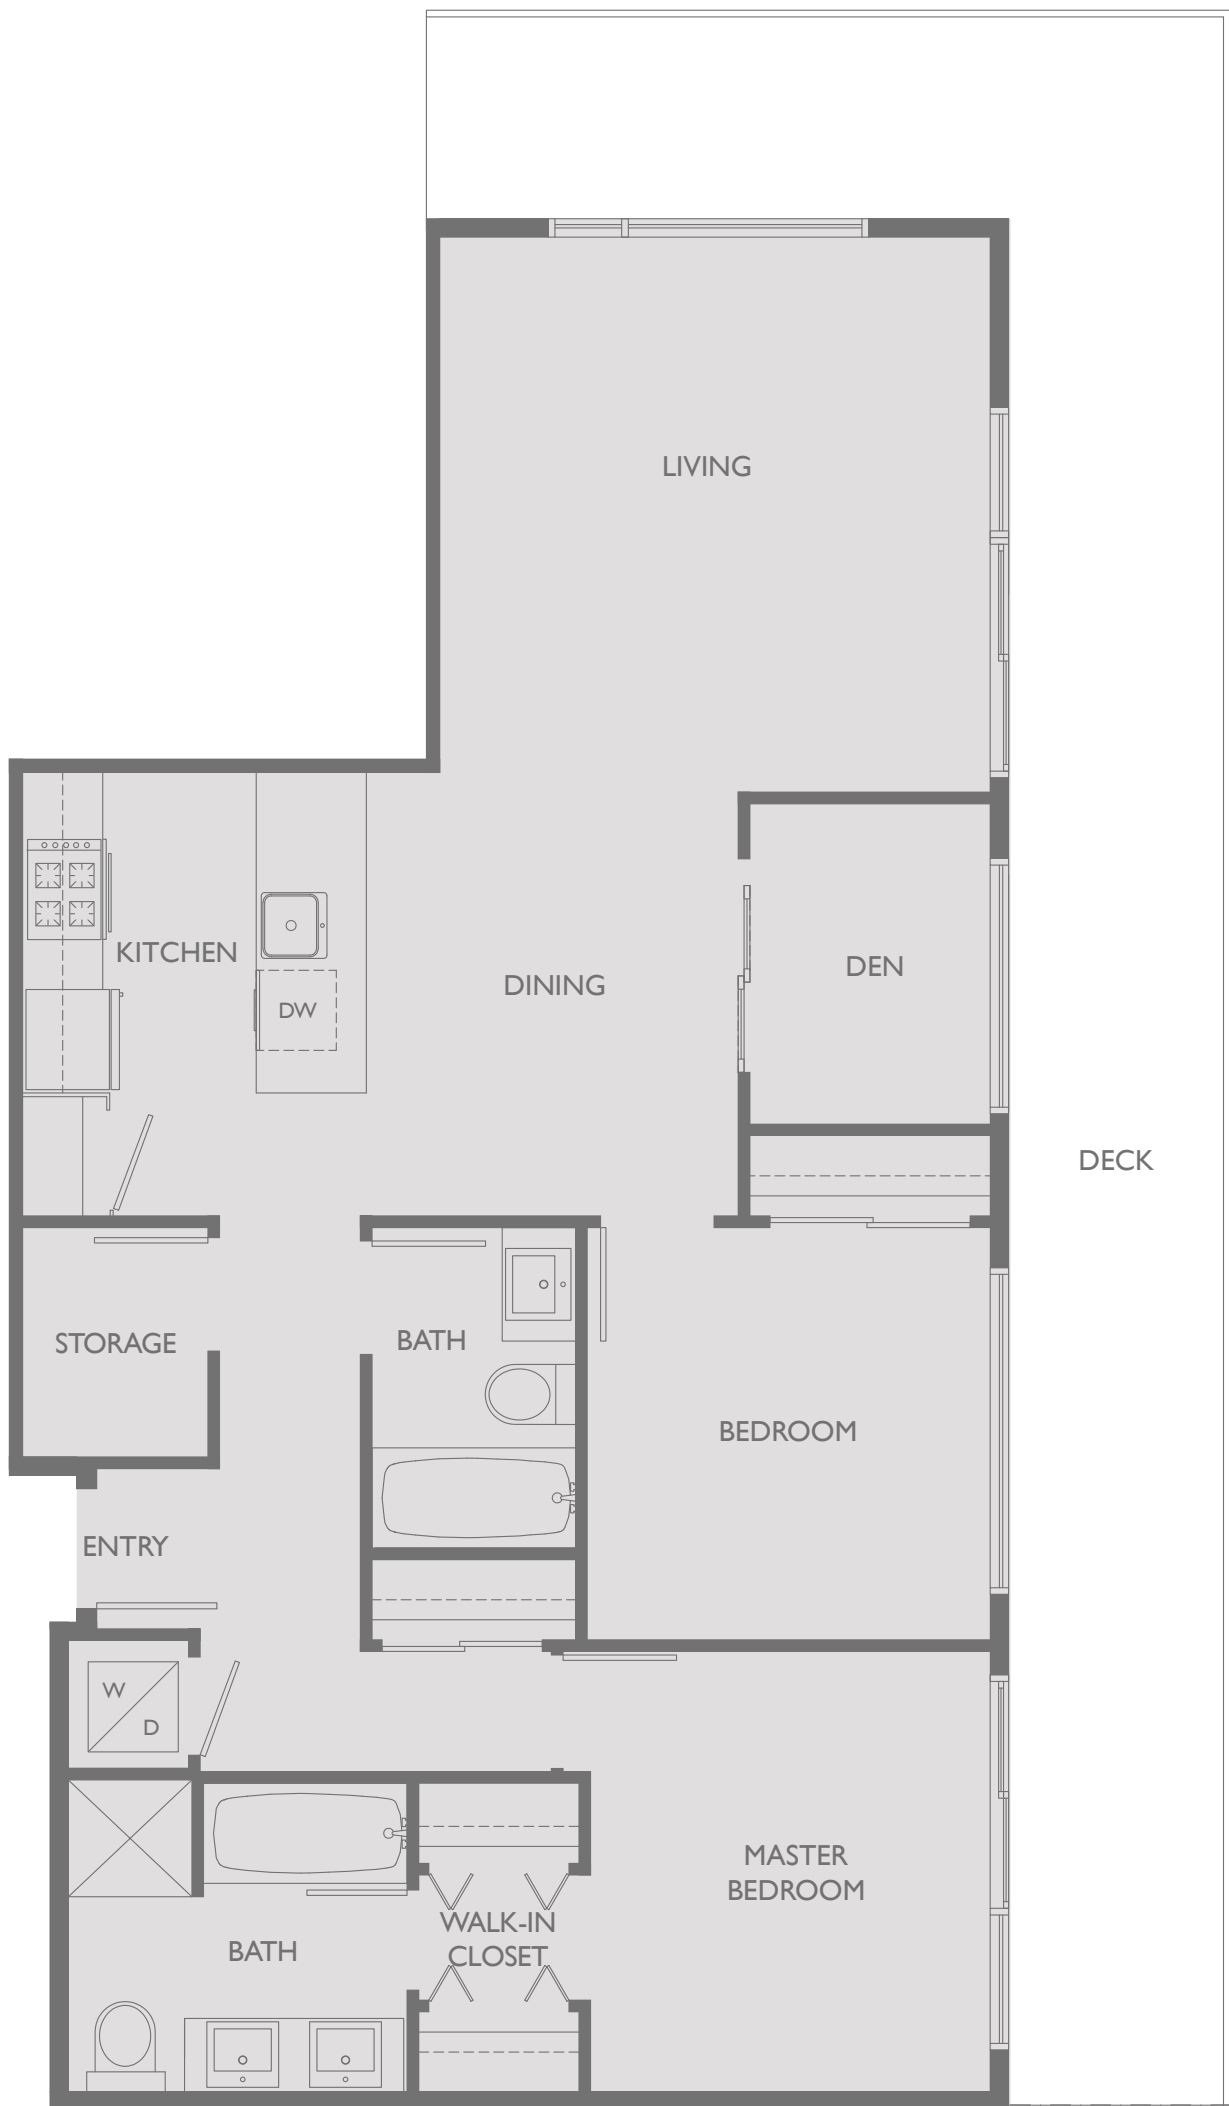 LIVING
KITCHEN
DINING
DEN
DW
DECK
STORAGE
BATH
BEDROOM
ENTRY
W
D
MASTER
BEDROOM
WALK-IN
CLOSET
BATH